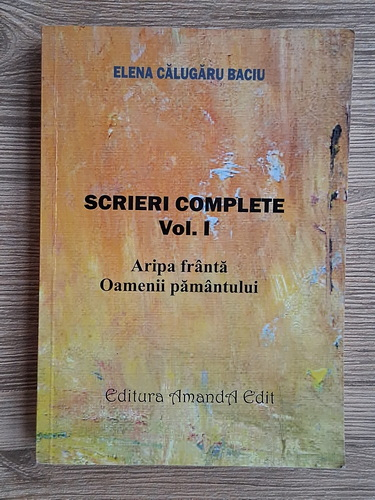 ELENA CĂLUGĂRU BACIU
SCRIERI COMPLETE
Vol. I
Aripa frântă
Oamenii pământului
Editura AmandA Edit